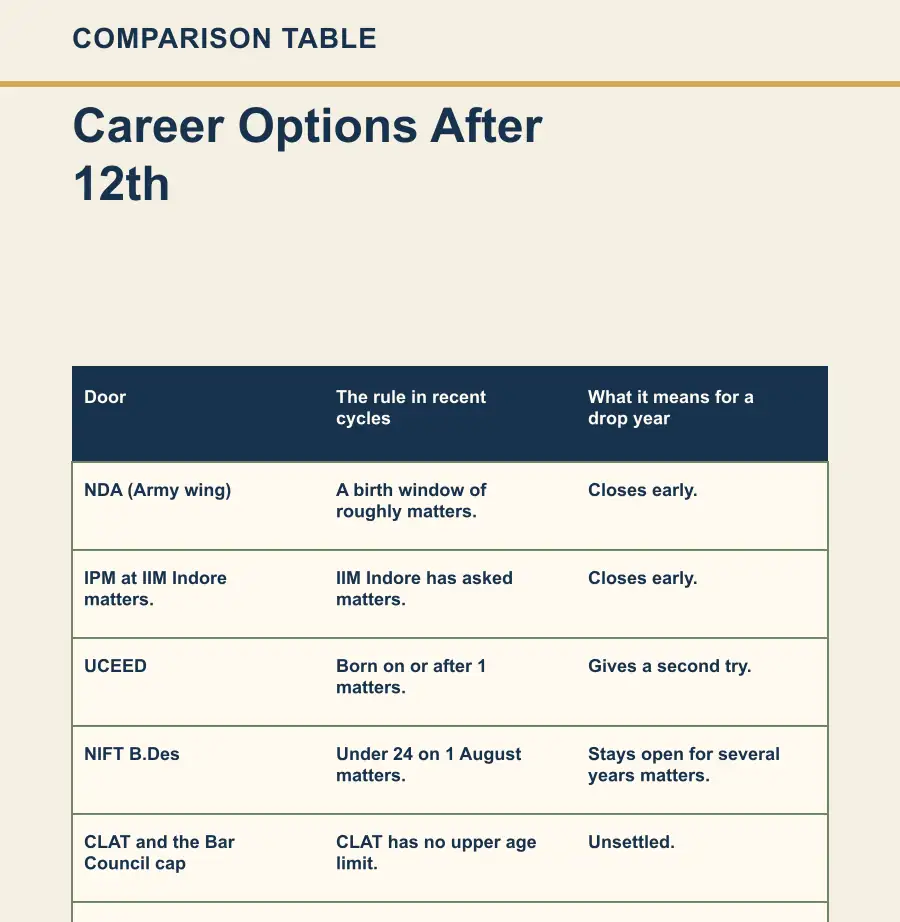 COMPARISON TABLE
Career Options After
12th
Door
The rule in recent
cycles
What it means for a
drop year
NDA (Army wing)
A birth window of
roughly matters.
Closes early.
IPM at IIM Indore
matters.
IIM Indore has asked
matters.
Closes early.
UCEED
Born on or after 1
matters.
Gives a second try.
NIFT B.Des
Under 24 on 1 August
matters.
Stays open for several
years matters.
CLAT and the Bar
Council cap
CLAT has no upper age
limit.
Unsettled.